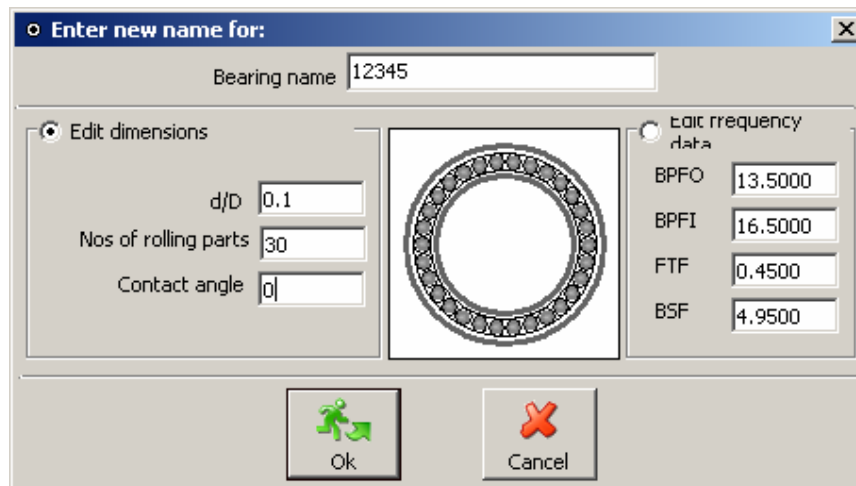 Enter new name for:
Bearing name 12345
Edit dimensions
d/D 0.1
Nos of rolling parts 30
Contact angle 0
Edit frequency
data
BPFO 13.5000
BPFI 16.5000
FTF 0.4500
BSF 4.9500
Ok
Cancel